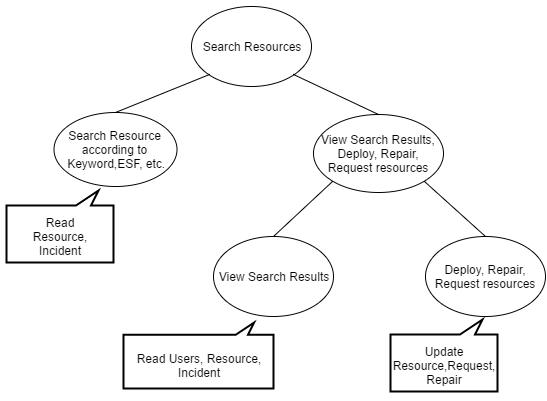 Search Resources
Search Resource
according to
Keyword,ESF, etc.
View Search Results,
Deploy, Repair,
Request resources
Read
Resource,
Incident
View Search Results
Deploy, Repair,
Request resources
Read Users, Resource,
Incident
Update
Resource,Request,
Repair